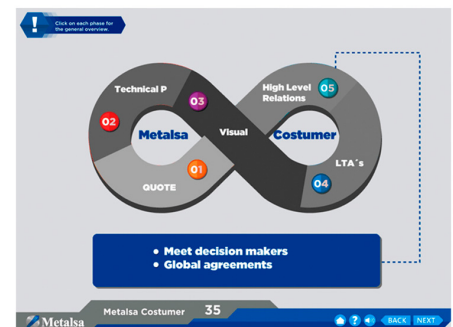 !
Click on each phase for
the general overview.
Technical P
High Level
Relations
05
03
02
Metalsa
Visual
Costumer
LTA´s
01
QUOTE
04
• Meet decision makers
• Global agreements
Metalsa Costumer 35
Metalsa
?
BACK NEXT